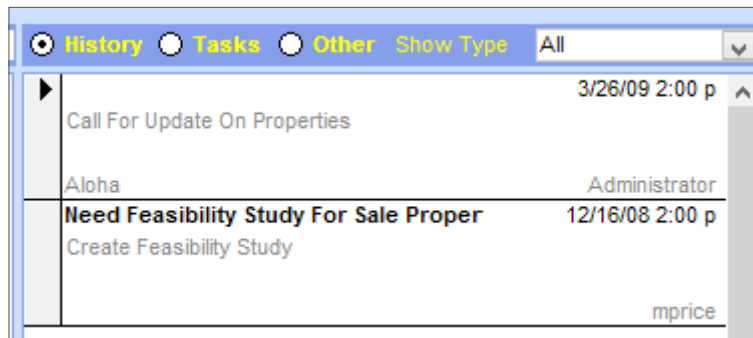 History Tasks Other Show Type All
3/26/09 2:00 p
Call For Update On Properties
Aloha Administrator
Need Feasibility Study For Sale Proper 12/16/08 2:00 p
Create Feasibility Study
mprice